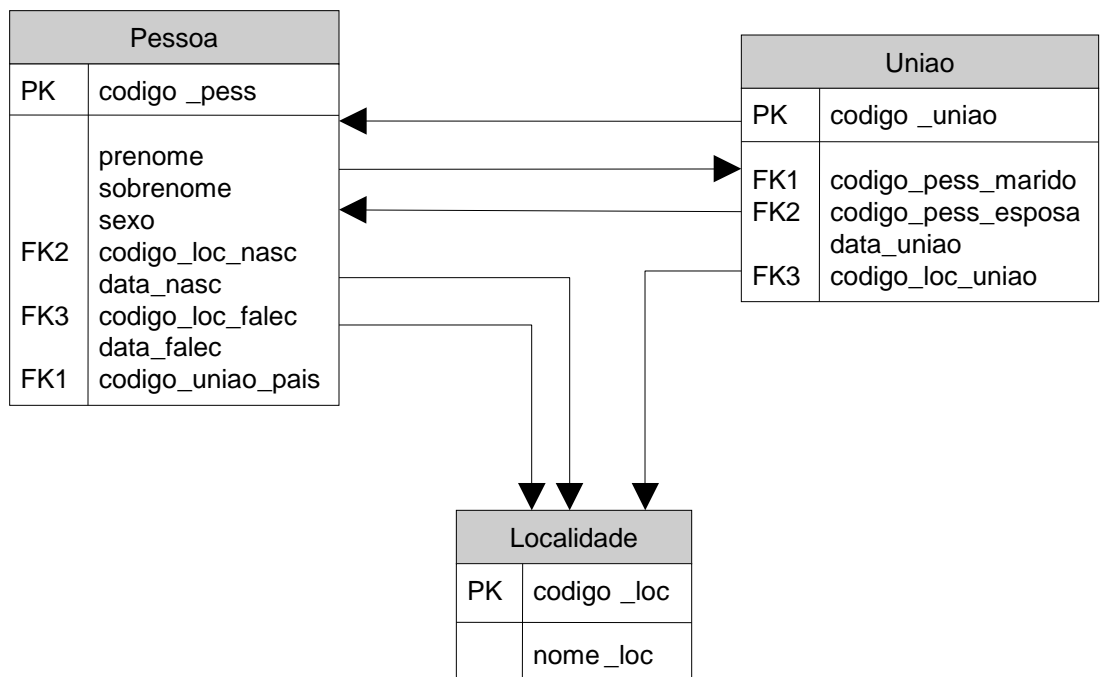 Pessoa
PK codigo _pess
prenome
sobrenome
sexo
FK2 codigo_loc_nasc
data_nasc
FK3 codigo_loc_falec
data_falec
FK1 codigo_uniao_pais
Uniao
PK codigo _uniao
FK1 codigo_pess_marido
FK2 codigo_pess_esposa
data_uniao
FK3 codigo_loc_uniao
Localidade
PK codigo _loc
nome _loc